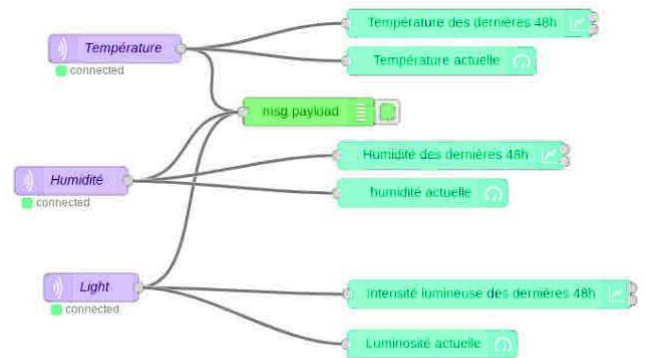 Température des dernières 48h
Température
connected
Température actuelle
msg.payload
Humidité des dernières 48h
Humidité
connected
humidité actuelle
Light
connected
Intensité lumineuse des dernières 48h
Luminosité actuelle